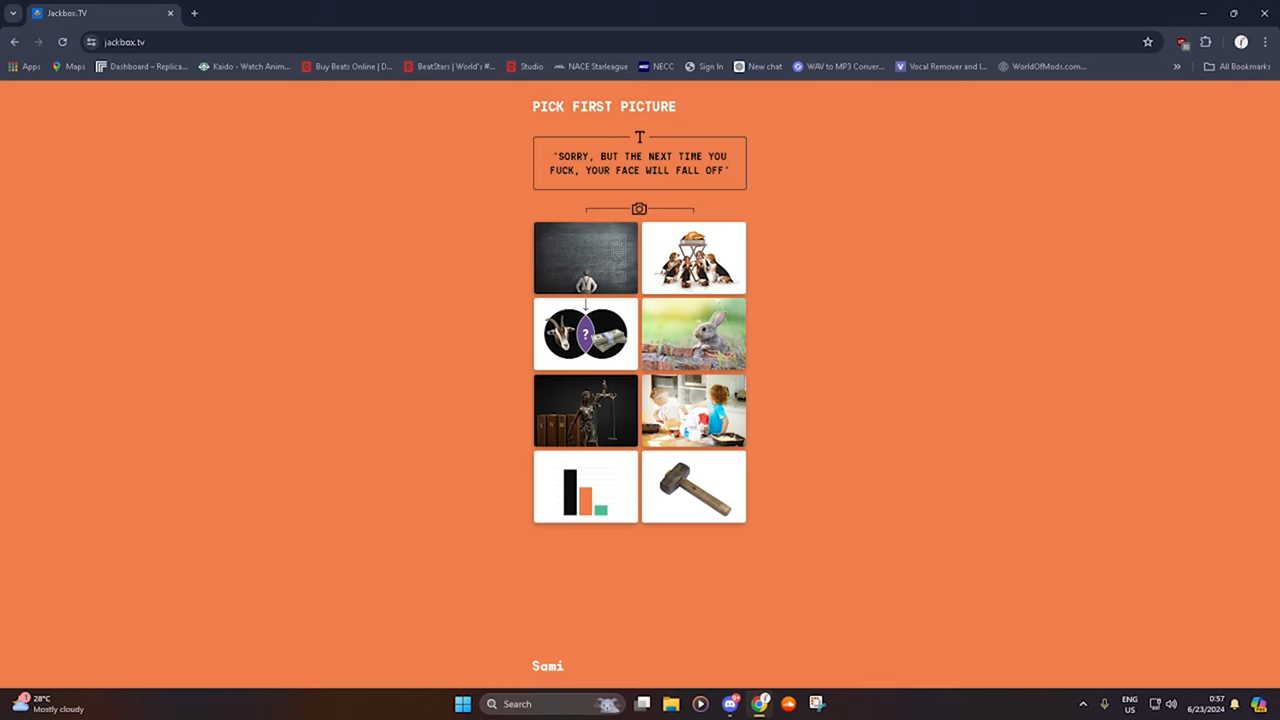 Jackbox.TV
jackbox.tv
Apps
Maps
Dashboard – Replica...
Kaido - Watch Anim...
Buy Beats Online | D...
BeatStars | World's #...
Studio
NACE Starleague
NECC
Sign In
New chat
WAV to MP3 Conver...
Vocal Remover and I...
WorldOfMods.com...
»
All Bookmarks
PICK FIRST PICTURE
T
"SORRY, BUT THE NEXT TIME YOU
FUCK, YOUR FACE WILL FALL OFF"
?
Sami
1
28°C
Mostly cloudy
Search
ENG
US
0:57
6/23/2024